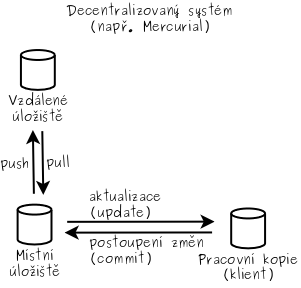 Decentralizovaný systém
(např. Mercurial)
Vzdálené
úložiště
push
pull
aktualizace
(update)
postoupení změn
(commit)
Místní
úložiště
Pracovní kopie
(klient)